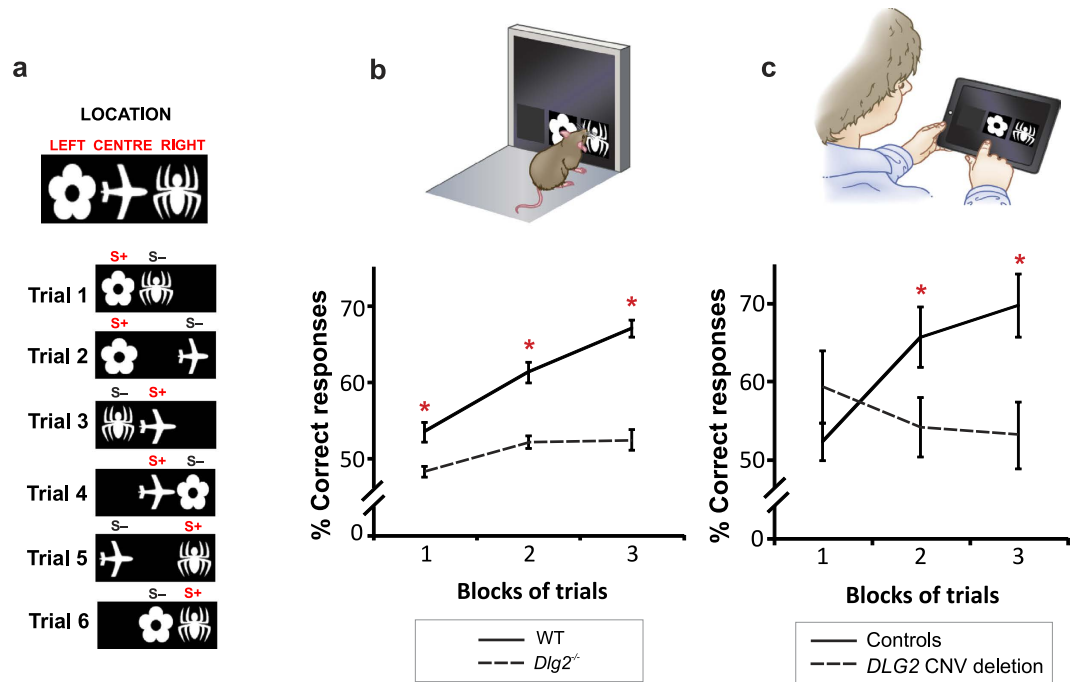 a
LOCATION
LEFT CENTRE RIGHT
S+ S–
Trial 1
S+ S–
Trial 2
S– S+
Trial 3
S+ S–
Trial 4
S– S+
Trial 5
S– S+
Trial 6
b
% Correct responses
70
60
50
0
* * *
1 2 3
Blocks of trials
WT
Dlg2-/-
c
% Correct responses
70
60
50
0
* *
1 2 3
Blocks of trials
Controls
DLG2 CNV deletion